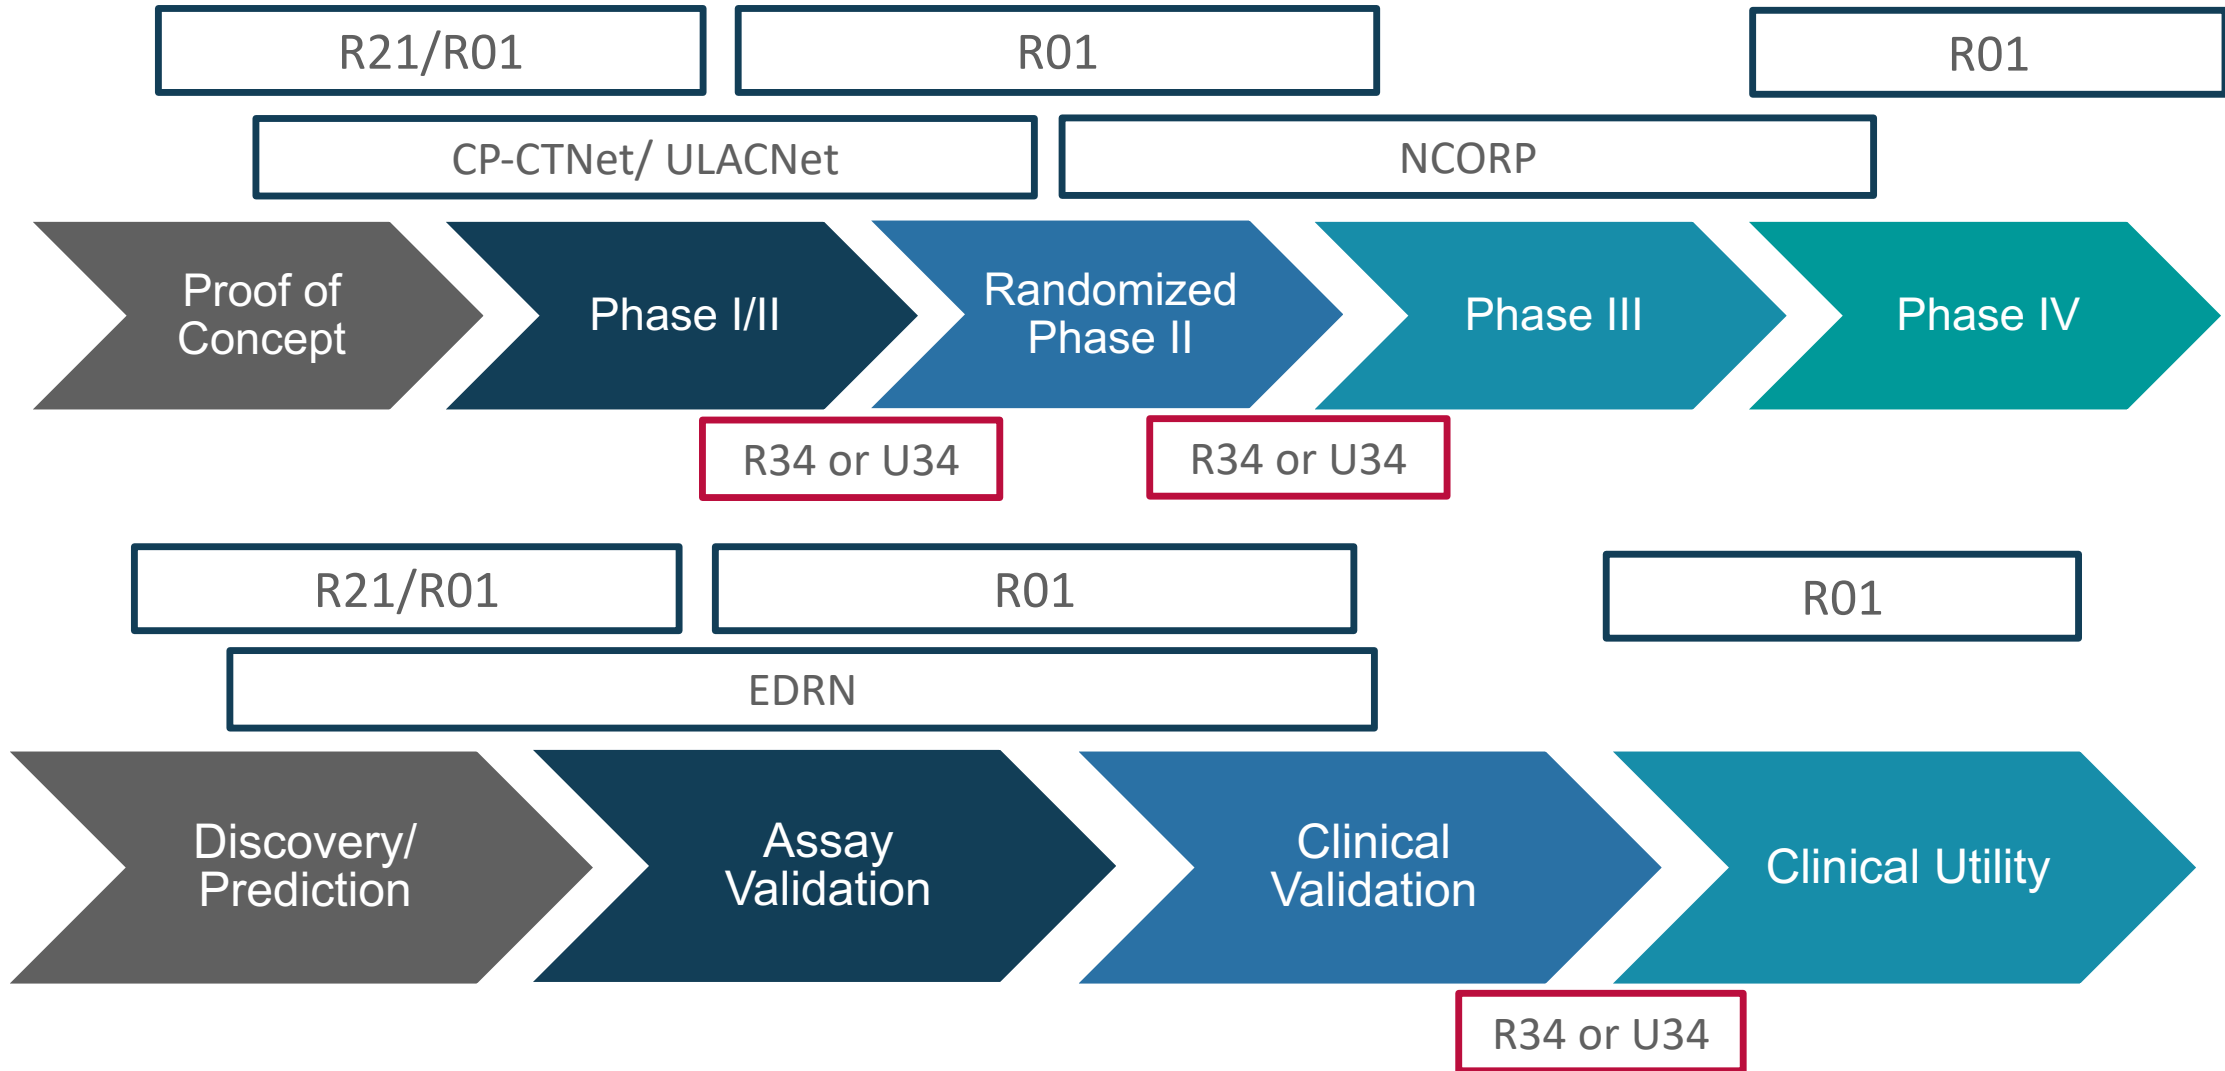 R21/R01
R01
R01
CP-CTNet/ ULACNet
NCORP
Proof of
Concept
Phase I/II
Randomized
Phase II
Phase III
Phase IV
R34 or U34
R34 or U34
R21/R01
R01
R01
EDRN
Discovery/
Prediction
Assay
Validation
Clinical
Validation
Clinical Utility
R34 or U34